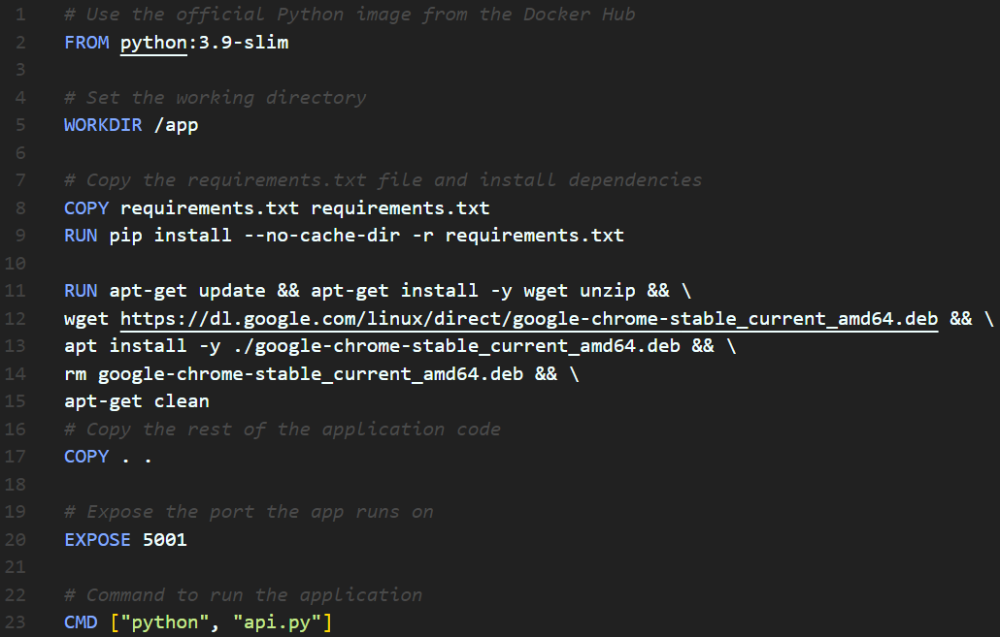 1 # Use the official Python image from the Docker Hub
2 FROM python:3.9-slim
3
4 # Set the working directory
5 WORKDIR /app
6
7 # Copy the requirements.txt file and install dependencies
8 COPY requirements.txt requirements.txt
9 RUN pip install --no-cache-dir -r requirements.txt
10
11 RUN apt-get update && apt-get install -y wget unzip && \
12 wget https://dl.google.com/linux/direct/google-chrome-stable_current_amd64.deb && \
13 apt install -y ./google-chrome-stable_current_amd64.deb && \
14 rm google-chrome-stable_current_amd64.deb && \
15 apt-get clean
16 # Copy the rest of the application code
17 COPY . .
18
19 # Expose the port the app runs on
20 EXPOSE 5001
21
22 # Command to run the application
23 CMD ["python", "api.py"]